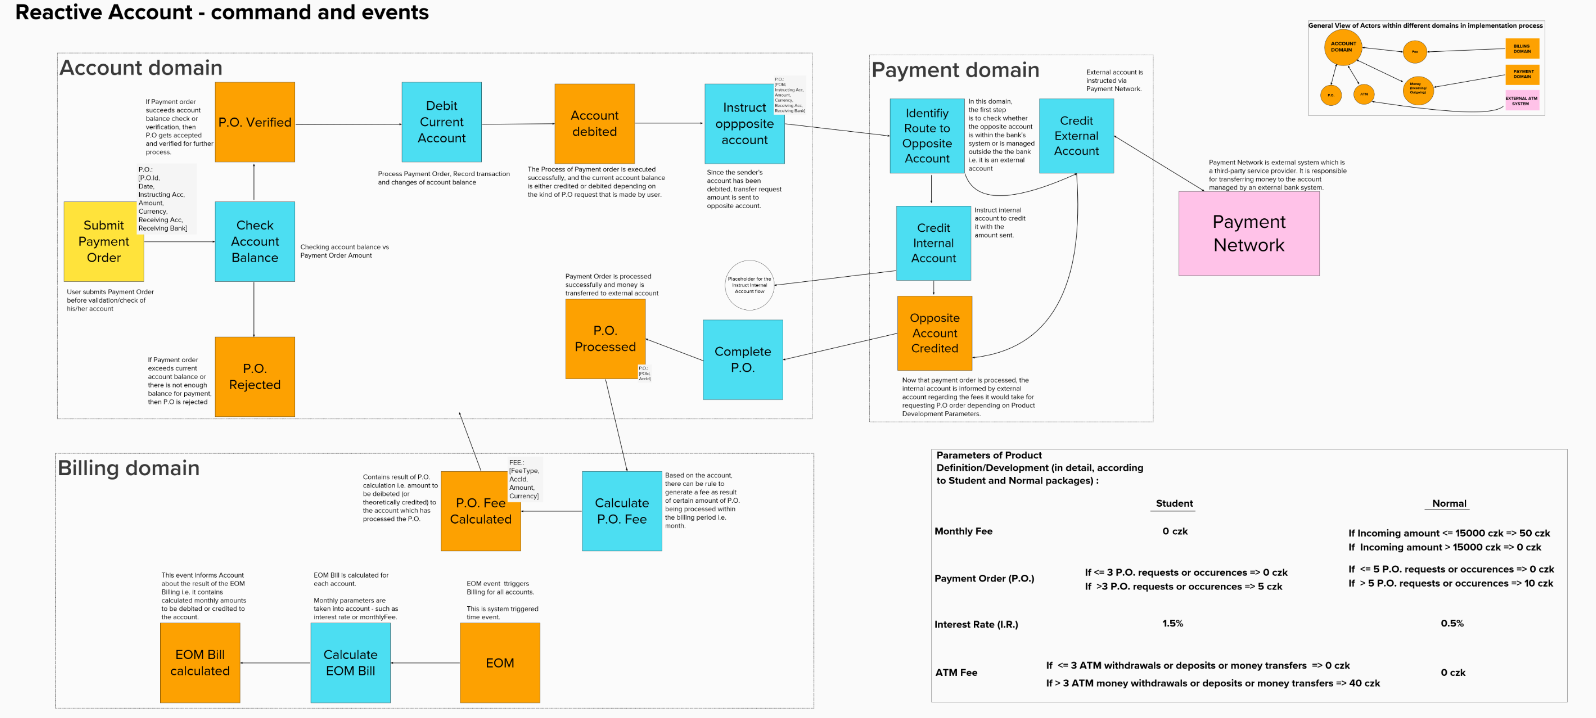 Reactive Account - command and events
General View of Actors within different domains in implementation process
ACCOUNT
DOMAIN
BILLING
DOMAIN
PAYMENT
DOMAIN
EXTERNAL ATM
SYSTEM
Account domain
If Payment order
succeeds account
balance check or
verification, then
P.O gets accepted
and verified for further
process.
P.O. Verified
Debit
Current
Account
Process Payment Order, Record transaction
and changes of account balance
Account
debited
The Process of Payment order is executed
successfully, and the current account balance
is either credited or debited depending on
the kind of P.O request that is made by user.
Instruct
oppposite
account
Instructing Acc,
Amount,
Currency,
Receiving Acc,
Receiving Bank]
Since the sender's
account has been
debited, transfer request
amount is sent to
opposite account.
P.O.:
[P.O.Id,
Date,
Instructing Acc,
Amount,
Currency,
Receiving Acc,
Receiving Bank]
Submit
Payment
Order
User submits Payment Order
before validation/check of
his/her account
Check
Account
Balance
Checking account balance vs
Payment Order Amount
If Payment order
exceeds current
account balance or
there is not enough
balance for payment,
then P.O is rejected
P.O.
Rejected
Payment Order is processed
successfully and money is
transferred to external account
P.O.
Processed
Placeholder for the
Instruct Internal
Account flow
Complete
P.O.
Payment domain
External account is
instructed via
Payment Network.
Identifiy
Route to
Opposite
Account
In this domain,
the first step
is to check whether
the opposite account
is within the bank's
system or is managed
outside the the bank
i.e. it is an external
account
Credit
External
Account
Credit
Internal
Account
Instruct internal
account to credit
it with the
amount sent.
Opposite
Account
Credited
Now that payment order is processed, the
internal account is informed by external
account regarding the fees it would take for
requesting P.O order depending on Product
Development Parameters.
Payment Network is external system which is
a third-party service provider. It is responsible
for transferring money to the account
managed by an external bank system.
Payment
Network
Billing domain
Contains result of P.O.
calculation i.e. amount to
be deibeted (or
theoretically credited) to
the account which has
processed the P.O.
P.O. Fee
Calculated
FEE.:
[FeeType,
AccId,
Amount,
Currency]
Calculate
P.O. Fee
Based on the account,
there can be rule to
generate a fee as result
of certain amount of P.O.
being processed within
the billing period i.e.
month.
This event informs Account
about the result of the EOM
Billing i.e. it contains
calculated monthly amounts
to be debited or credited to
the account.
EOM Bill
calculated
EOM Bill is calculated for
each account.
Monthly parameters are
taken into account - such as
interest rate or monthlyFee.
Calculate
EOM Bill
EOM event ttriggers
Billing for all accounts.
This is system triggered
time event.
EOM
Parameters of Product
Definition/Development (in detail, according
to Student and Normal packages) :
Student Normal
Monthly Fee 0 czk If Incoming amount <= 15000 czk => 50 czk
If Incoming amount > 15000 czk => 0 czk
Payment Order (P.O.) If <= 3 P.O. requests or occurences => 0 czk If <= 5 P.O. requests or occurences => 0 czk
If >3 P.O. requests or occurences => 5 czk If > 5 P.O. requests or occurences => 10 czk
Interest Rate (I.R.) 1.5% 0.5%
ATM Fee If <= 3 ATM withdrawals or deposits or money transfers => 0 czk 0 czk
If > 3 ATM money withdrawals or deposits or money transfers => 40 czk